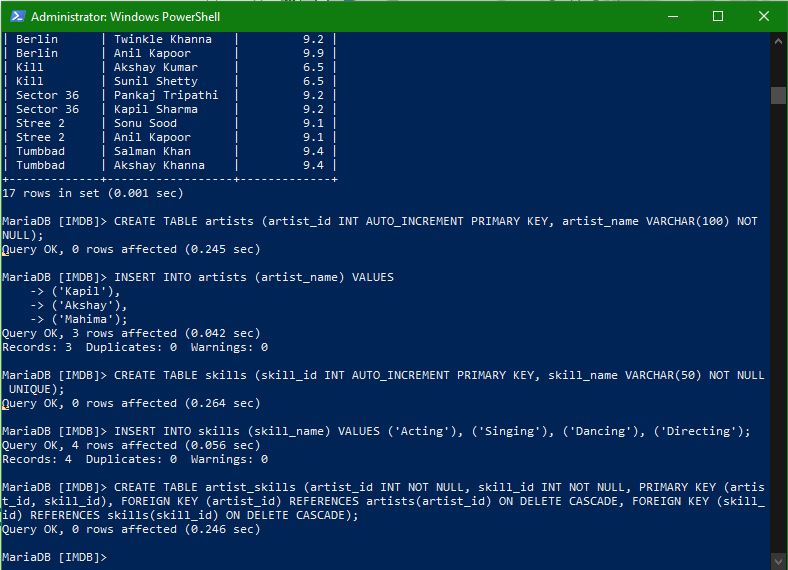 Administrator: Windows PowerShell
| Berlin      | Twinkle Khanna   |         9.2 |
| Berlin      | Anil Kapoor      |         9.9 |
| Kill        | Akshay Kumar     |         6.5 |
| Kill        | Sunil Shetty     |         6.5 |
| Sector 36   | Pankaj Tripathi  |         9.2 |
| Sector 36   | Kapil Sharma     |         9.2 |
| Stree 2     | Sonu Sood        |         9.1 |
| Stree 2     | Anil Kapoor      |         9.1 |
| Tumbbad     | Salman Khan      |         9.4 |
| Tumbbad     | Akshay Khanna    |         9.4 |
+-------------+------------------+-------------+
17 rows in set (0.001 sec)
MariaDB [IMDB]> CREATE TABLE artists (artist_id INT AUTO_INCREMENT PRIMARY KEY, artist_name VARCHAR(100) NOT
NULL);
Query OK, 0 rows affected (0.245 sec)
MariaDB [IMDB]> INSERT INTO artists (artist_name) VALUES
    -> ('Kapil'),
    -> ('Akshay'),
    -> ('Mahima');
Query OK, 3 rows affected (0.042 sec)
Records: 3  Duplicates: 0  Warnings: 0
MariaDB [IMDB]> CREATE TABLE skills (skill_id INT AUTO_INCREMENT PRIMARY KEY, skill_name VARCHAR(50) NOT NULL
 UNIQUE);
Query OK, 0 rows affected (0.264 sec)
MariaDB [IMDB]> INSERT INTO skills (skill_name) VALUES ('Acting'), ('Singing'), ('Dancing'), ('Directing');
Query OK, 4 rows affected (0.056 sec)
Records: 4  Duplicates: 0  Warnings: 0
MariaDB [IMDB]> CREATE TABLE artist_skills (artist_id INT NOT NULL, skill_id INT NOT NULL, PRIMARY KEY (artis
t_id, skill_id), FOREIGN KEY (artist_id) REFERENCES artists(artist_id) ON DELETE CASCADE, FOREIGN KEY (skill_
id) REFERENCES skills(skill_id) ON DELETE CASCADE);
Query OK, 0 rows affected (0.246 sec)
MariaDB [IMDB]>